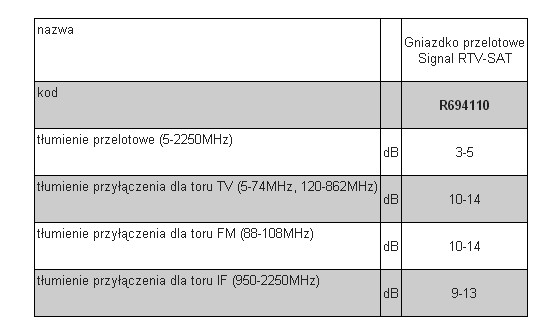 nazwa
Gniazdko przelotowe
Signal RTV-SAT
kod
R694110
tłumienie przelotowe (5-2250MHz)
dB
3-5
tłumienie przyłączenia dla toru TV (5-74MHz, 120-862MHz)
dB
10-14
tłumienie przyłączenia dla toru FM (88-108MHz)
dB
10-14
tłumienie przyłączenia dla toru IF (950-2250MHz)
dB
9-13